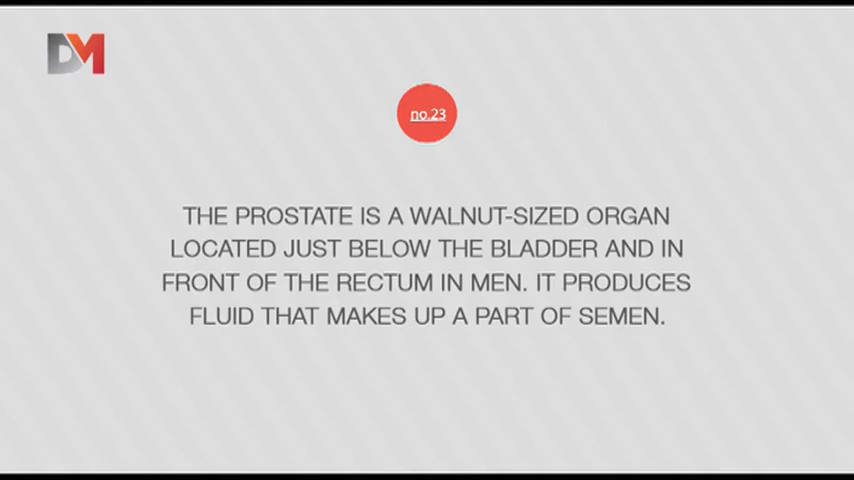 DM
no.23
THE PROSTATE IS A WALNUT-SIZED ORGAN
LOCATED JUST BELOW THE BLADDER AND IN
FRONT OF THE RECTUM IN MEN. IT PRODUCES
FLUID THAT MAKES UP A PART OF SEMEN.